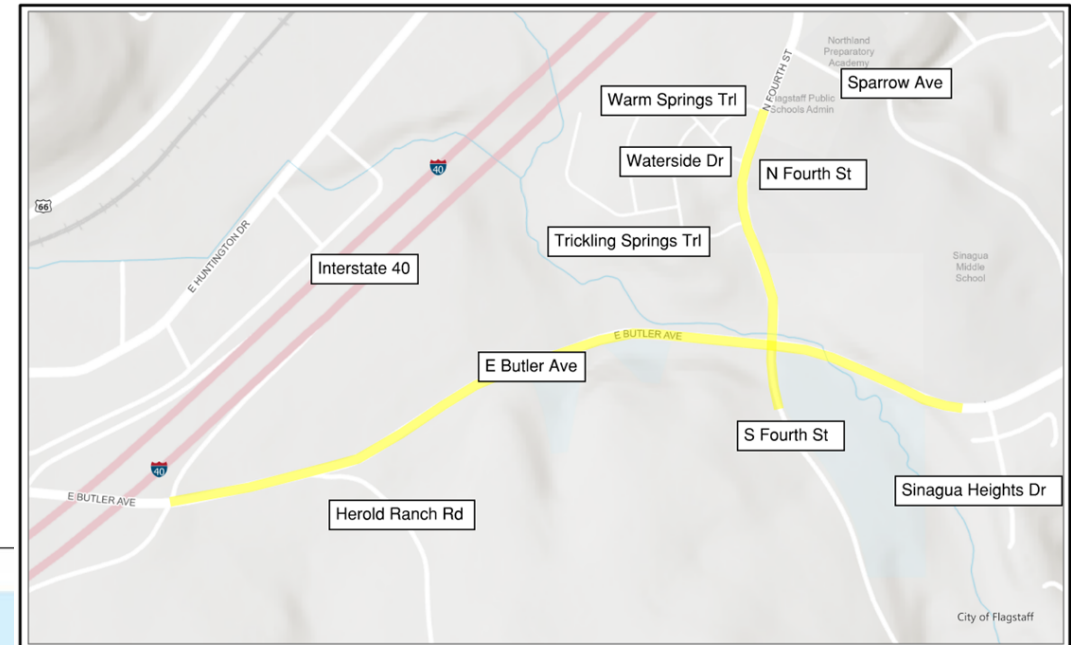 Northland
Preparatory
Academy
Sparrow Ave
N FOURTH ST
Warm Springs Trl
Flagstaff Public
Schools Admin
Waterside Dr
N Fourth St
40
66
E HUNTINGTON DR
Trickling Springs Trl
Interstate 40
Sinagua
Middle
School
E BUTLER AVE
E Butler Ave
S Fourth St
40
E BUTLER AVE
Herold Ranch Rd
Sinagua Heights Dr
City of Flagstaff